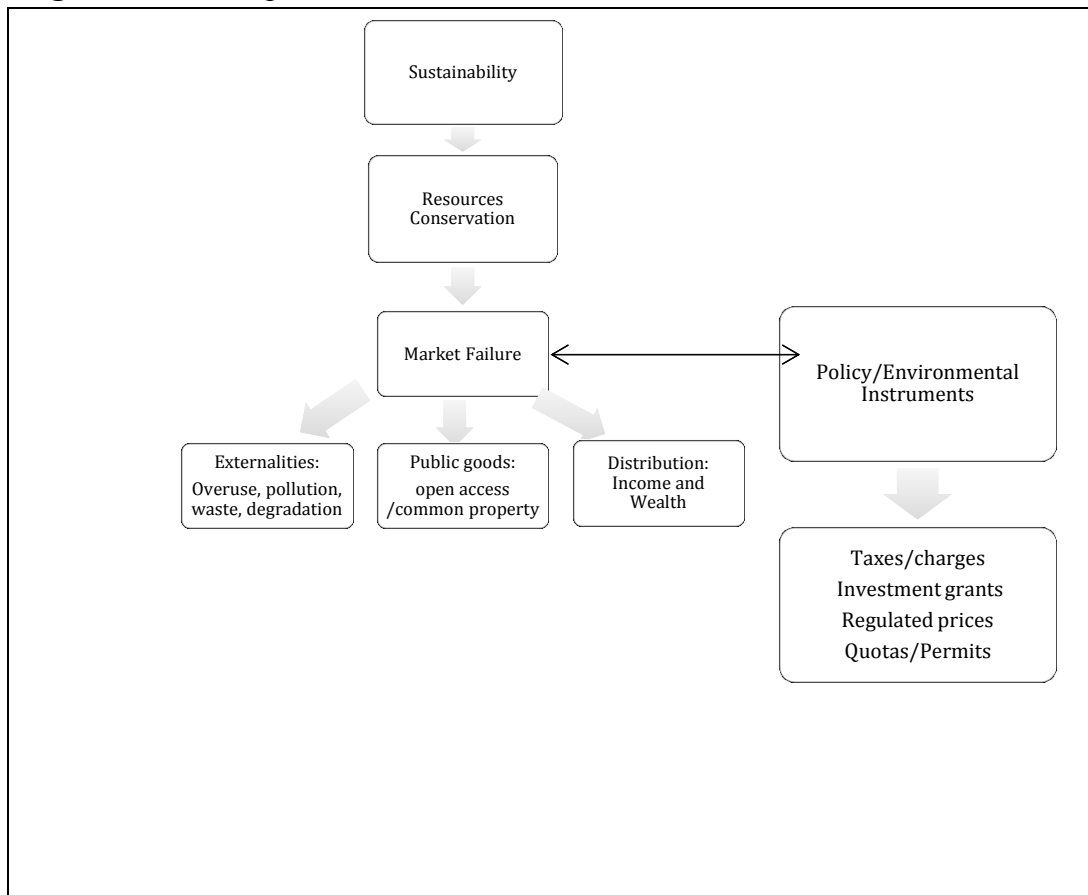 Sustainability
Resources
Conservation
Market Failure
Policy/Environmental
Instruments
Externalities:
Overuse, pollution,
waste, degradation
Public goods:
open access
/common property
Distribution:
Income and
Wealth
Taxes/charges
Investment grants
Regulated prices
Quotas/Permits